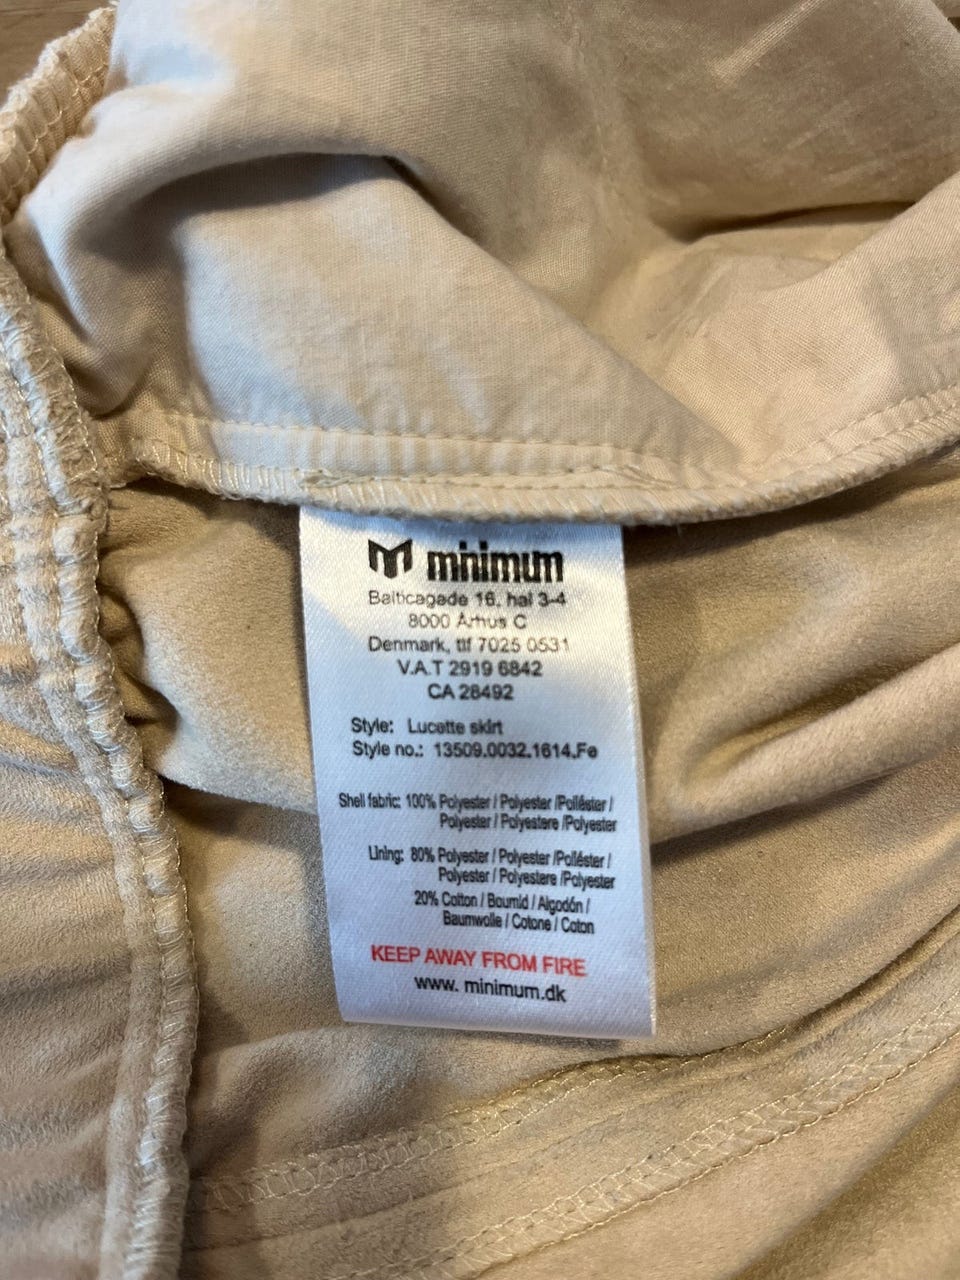 minimum
Balticagade 16, hal 3-4
8000 Århus C
Denmark, tlf 7025 0531
V.A.T 2919 6842
CA 28492
Style: Lucette skirt
Style no.: 13509.0032.1614.Fe
Shell fabric: 100% Polyester / Polyester /Poliéster /
Polyester / Polyestere /Polyester
Lining: 80% Polyester / Polyester /Poliéster /
Polyester / Polyestere /Polyester
20% Cotton / Boumld / Algodón /
Baumwolle / Cotone / Coton
KEEP AWAY FROM FIRE
www. minimum.dk